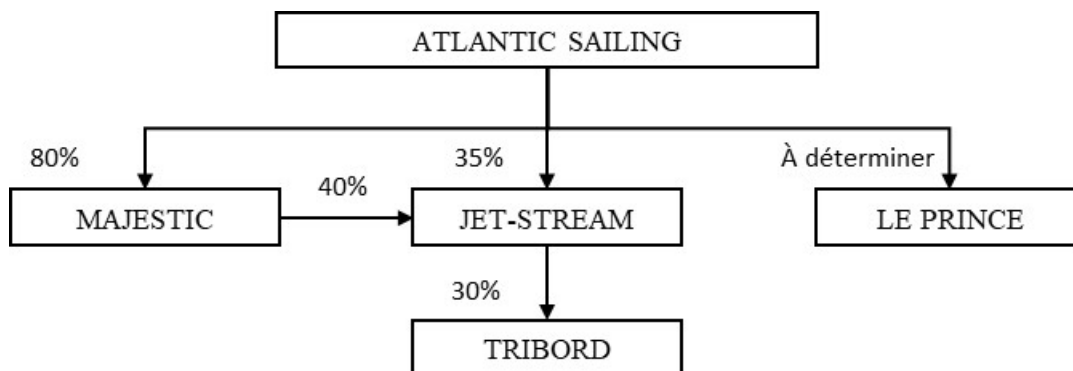 ATLANTIC SAILING
80%
35%
À déterminer
40%
MAJESTIC
JET-STREAM
LE PRINCE
30%
TRIBORD